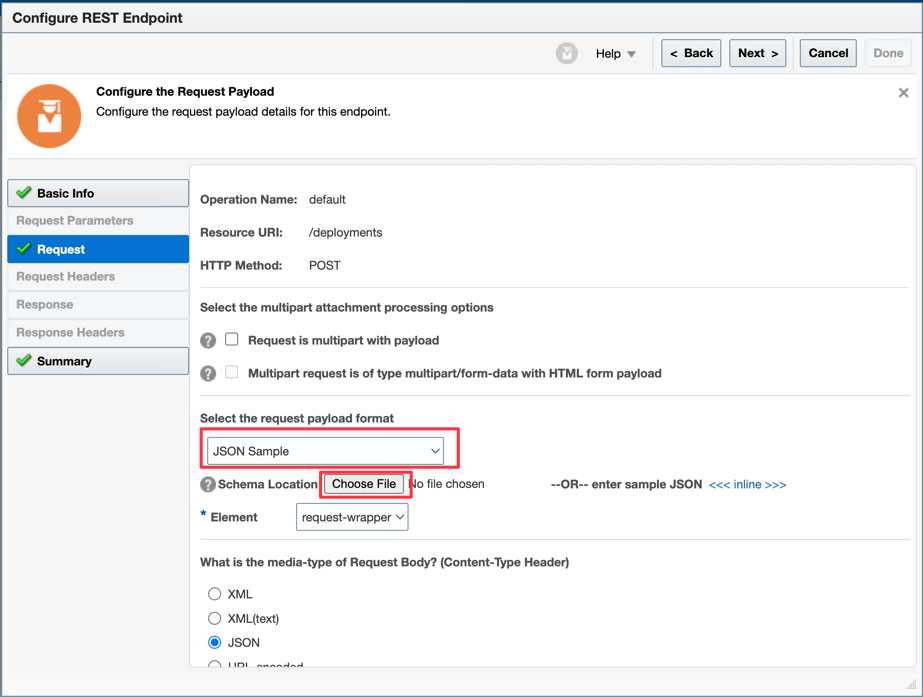 Configure REST Endpoint
Help
< Back
Next >
Cancel
Done
Configure the Request Payload
Configure the request payload details for this endpoint.
Basic Info
Request Parameters
Request
Request Headers
Response
Response Headers
Summary
Operation Name: default
Resource URI: /deployments
HTTP Method: POST
Select the multipart attachment processing options
? Request is multipart with payload
? Multipart request is of type multipart/form-data with HTML form payload
Select the request payload format
JSON Sample
? Schema Location Choose File No file chosen --OR-- enter sample JSON <<< inline >>>
* Element request-wrapper
What is the media-type of Request Body? (Content-Type Header)
XML
XML(text)
JSON
URL-encoded